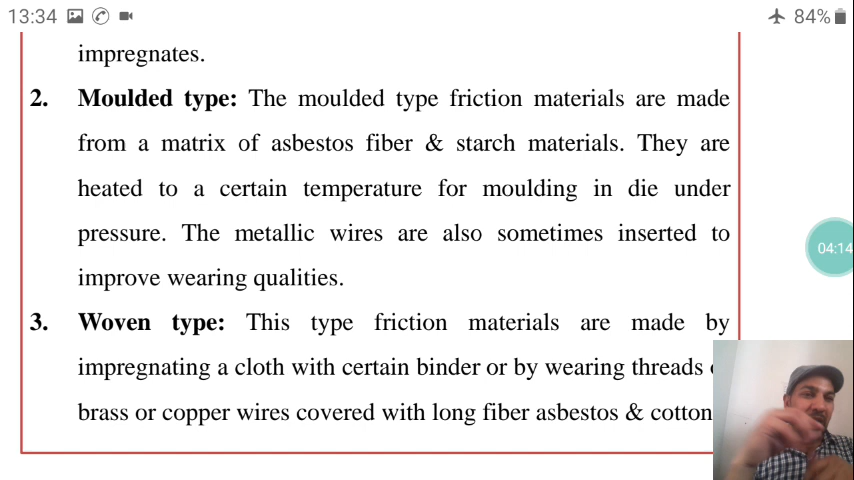 13:34
84%
impregnates.
2. Moulded type: The moulded type friction materials are made
from a matrix of asbestos fiber & starch materials. They are
heated to a certain temperature for moulding in die under
pressure. The metallic wires are also sometimes inserted to
improve wearing qualities.
04:14
3. Woven type: This type friction materials are made by
impregnating a cloth with certain binder or by wearing threads
brass or copper wires covered with long fiber asbestos & cotton